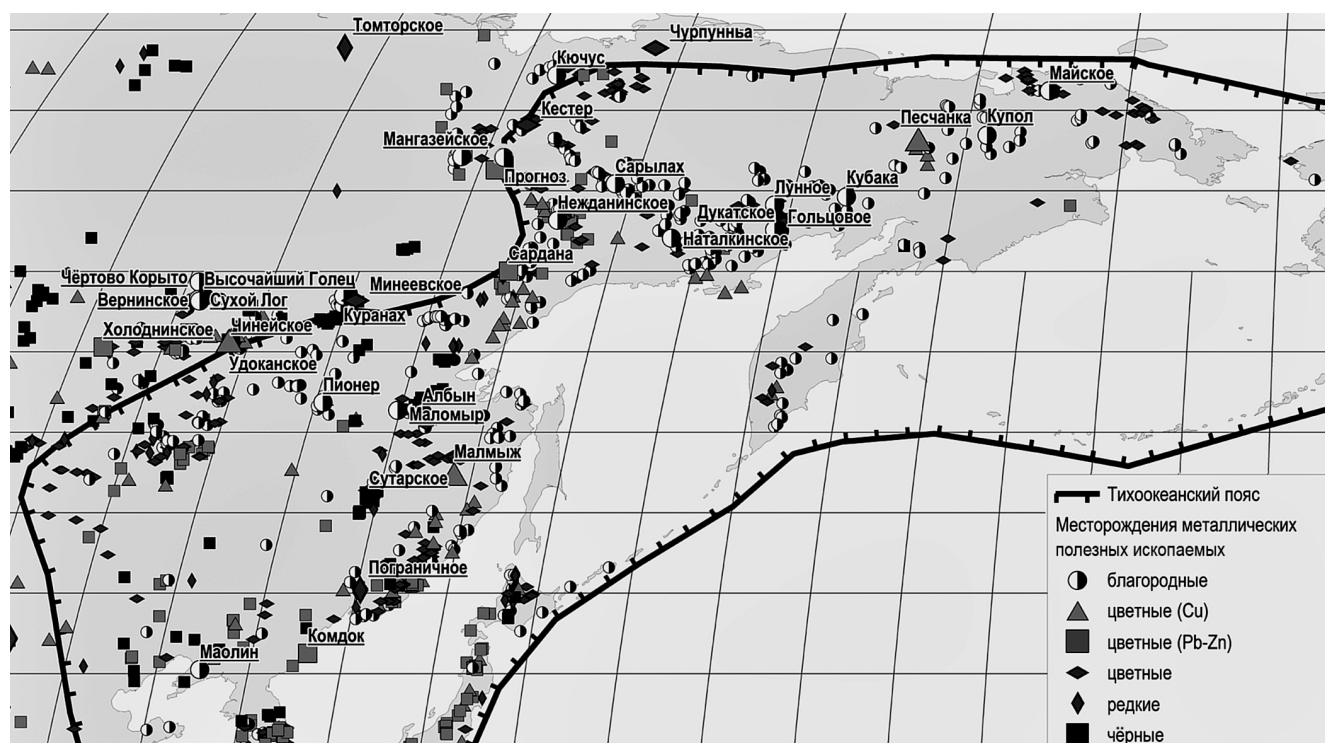 Томторское
Чурпунньа
Кючус
Майское
Кестер
Песчанка
Купол
Мангазейское
Прогноз
Сарылах
Лунное
Кубака
Нежданинское
Дукатское
Гольцовое
Наталкинское
Сардана
Чёртово Корыто
Высочайший Голец
Минеевское
Вернинское
Сухой Лог
Куранах
Холоднинское
Чинейское
Удоканское
Пионер
Албын
Маломыр
Малмыж
Сутарское
Пограничное
Комдок
Маолин
Тихоокеанский пояс
Месторождения металлических
полезных ископаемых
благородные
цветные (Cu)
цветные (Pb-Zn)
цветные
редкие
чёрные